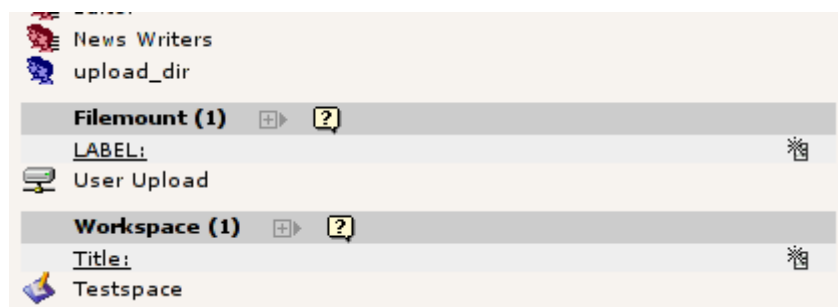 News Writers
upload_dir
Filemount (1)
LABEL:
User Upload
Workspace (1)
Title:
Testspace